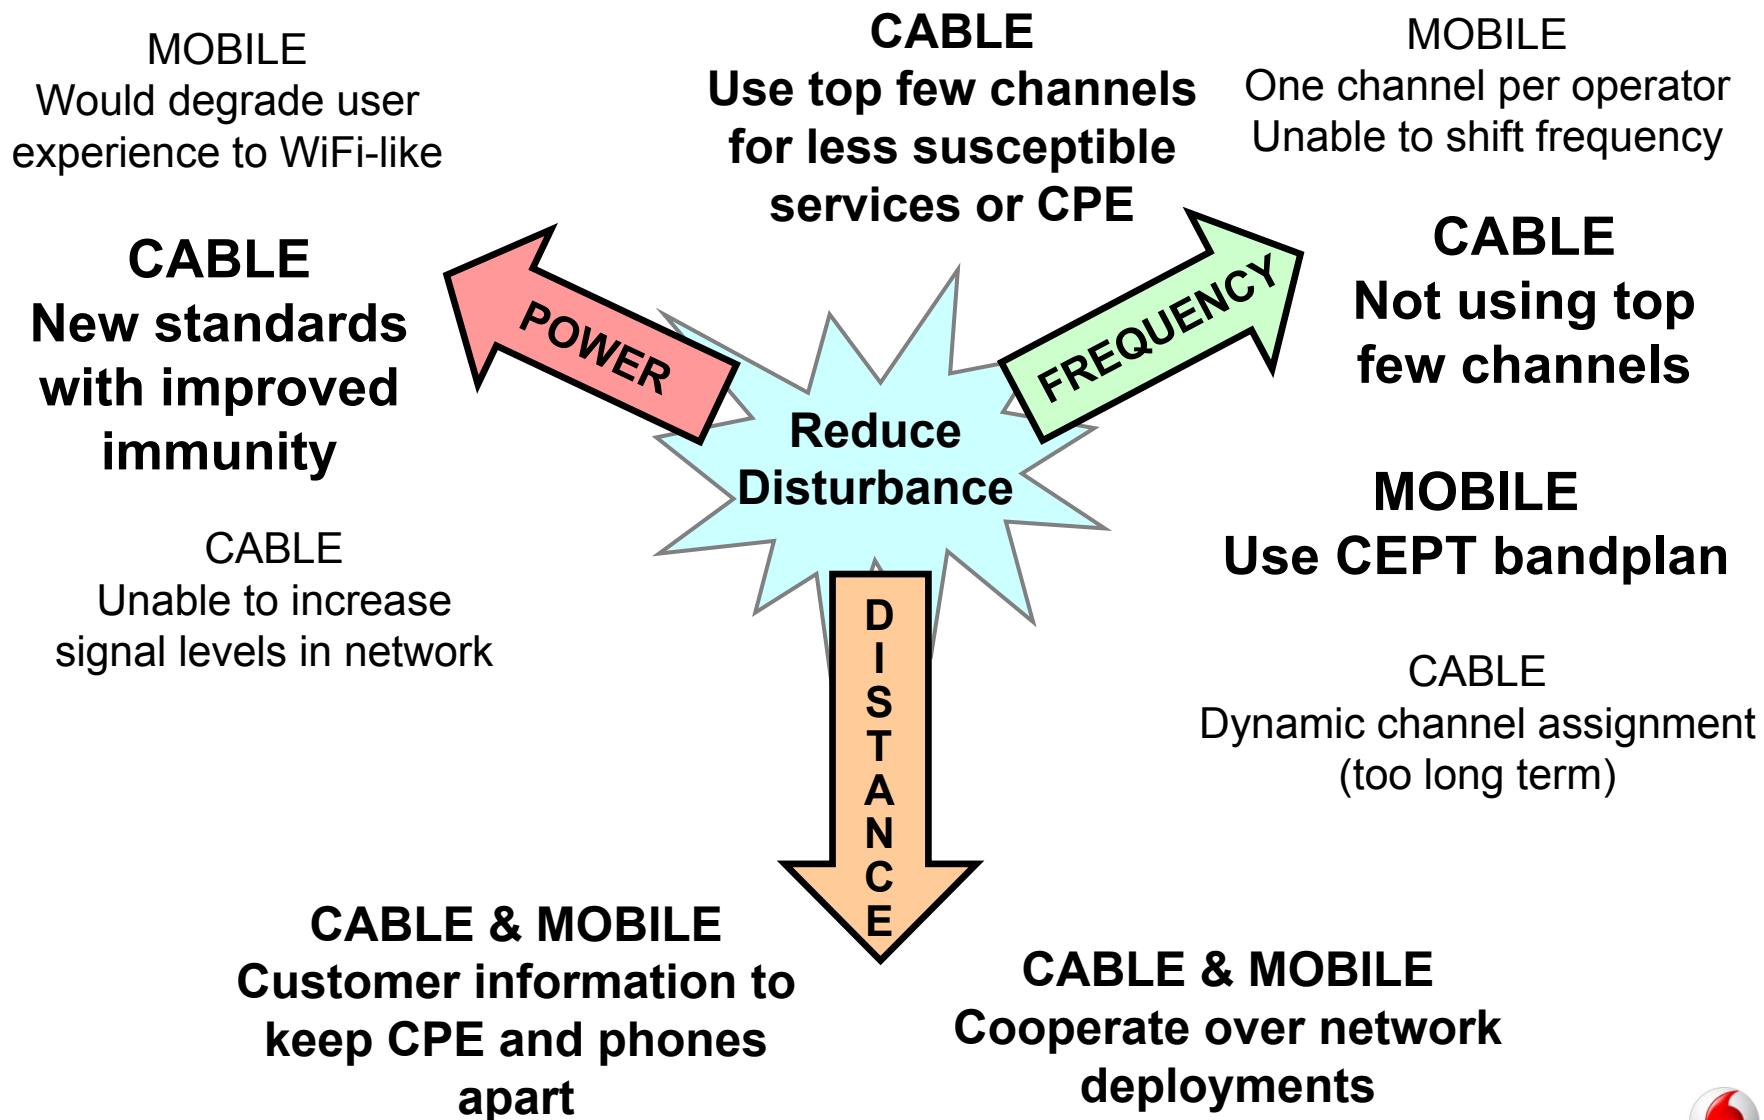 MOBILE
Would degrade user
experience to WiFi-like
CABLE
Use top few channels
for less susceptible
services or CPE
MOBILE
One channel per operator
Unable to shift frequency
CABLE
New standards
with improved
immunity
POWER
FREQUENCY
CABLE
Not using top
few channels
Reduce
Disturbance
MOBILE
Use CEPT bandplan
CABLE
Unable to increase
signal levels in network
DISTANCE
CABLE
Dynamic channel assignment
(too long term)
CABLE & MOBILE
Customer information to
keep CPE and phones
apart
CABLE & MOBILE
Cooperate over network
deployments